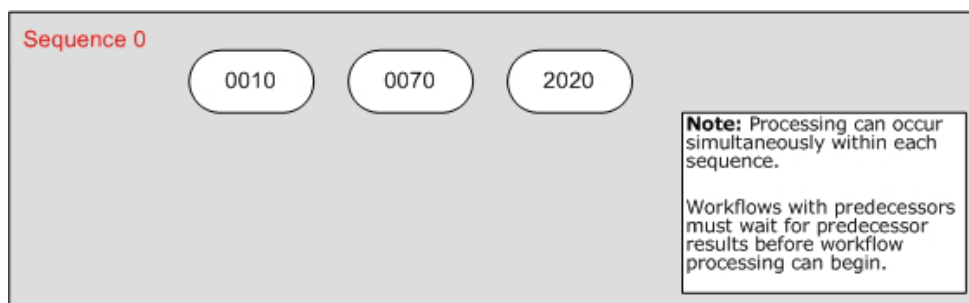 Sequence 0
0010
0070
2020
Note: Processing can occur
simultaneously within each
sequence.
Workflows with predecessors
must wait for predecessor
results before workflow
processing can begin.